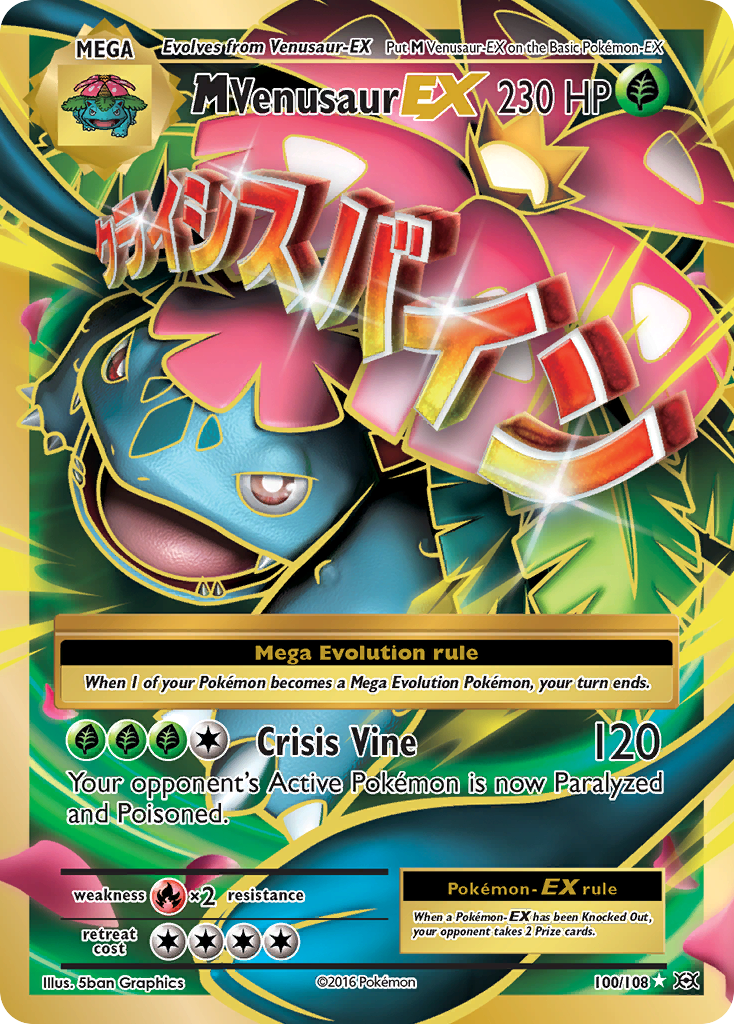 MEGA
Evolves from Venusaur-EX Put M Venusaur-EX on the Basic Pokémon-EX
MVenusaurEX 230 HP
クライシスバイン
Mega Evolution rule
When 1 of your Pokémon becomes a Mega Evolution Pokémon, your turn ends.
Crisis Vine 120
Your opponent's Active Pokémon is now Paralyzed
and Poisoned.
weakness ×2 resistance
retreat
cost
Pokémon-EX rule
When a Pokémon-EX has been Knocked Out,
your opponent takes 2 Prize cards.
Illus. 5ban Graphics ©2016 Pokémon 100/108